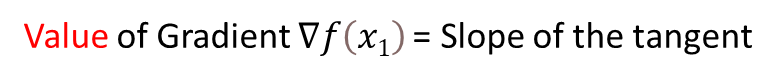 Value of Gradient ∇f(x₁) = Slope of the tangent